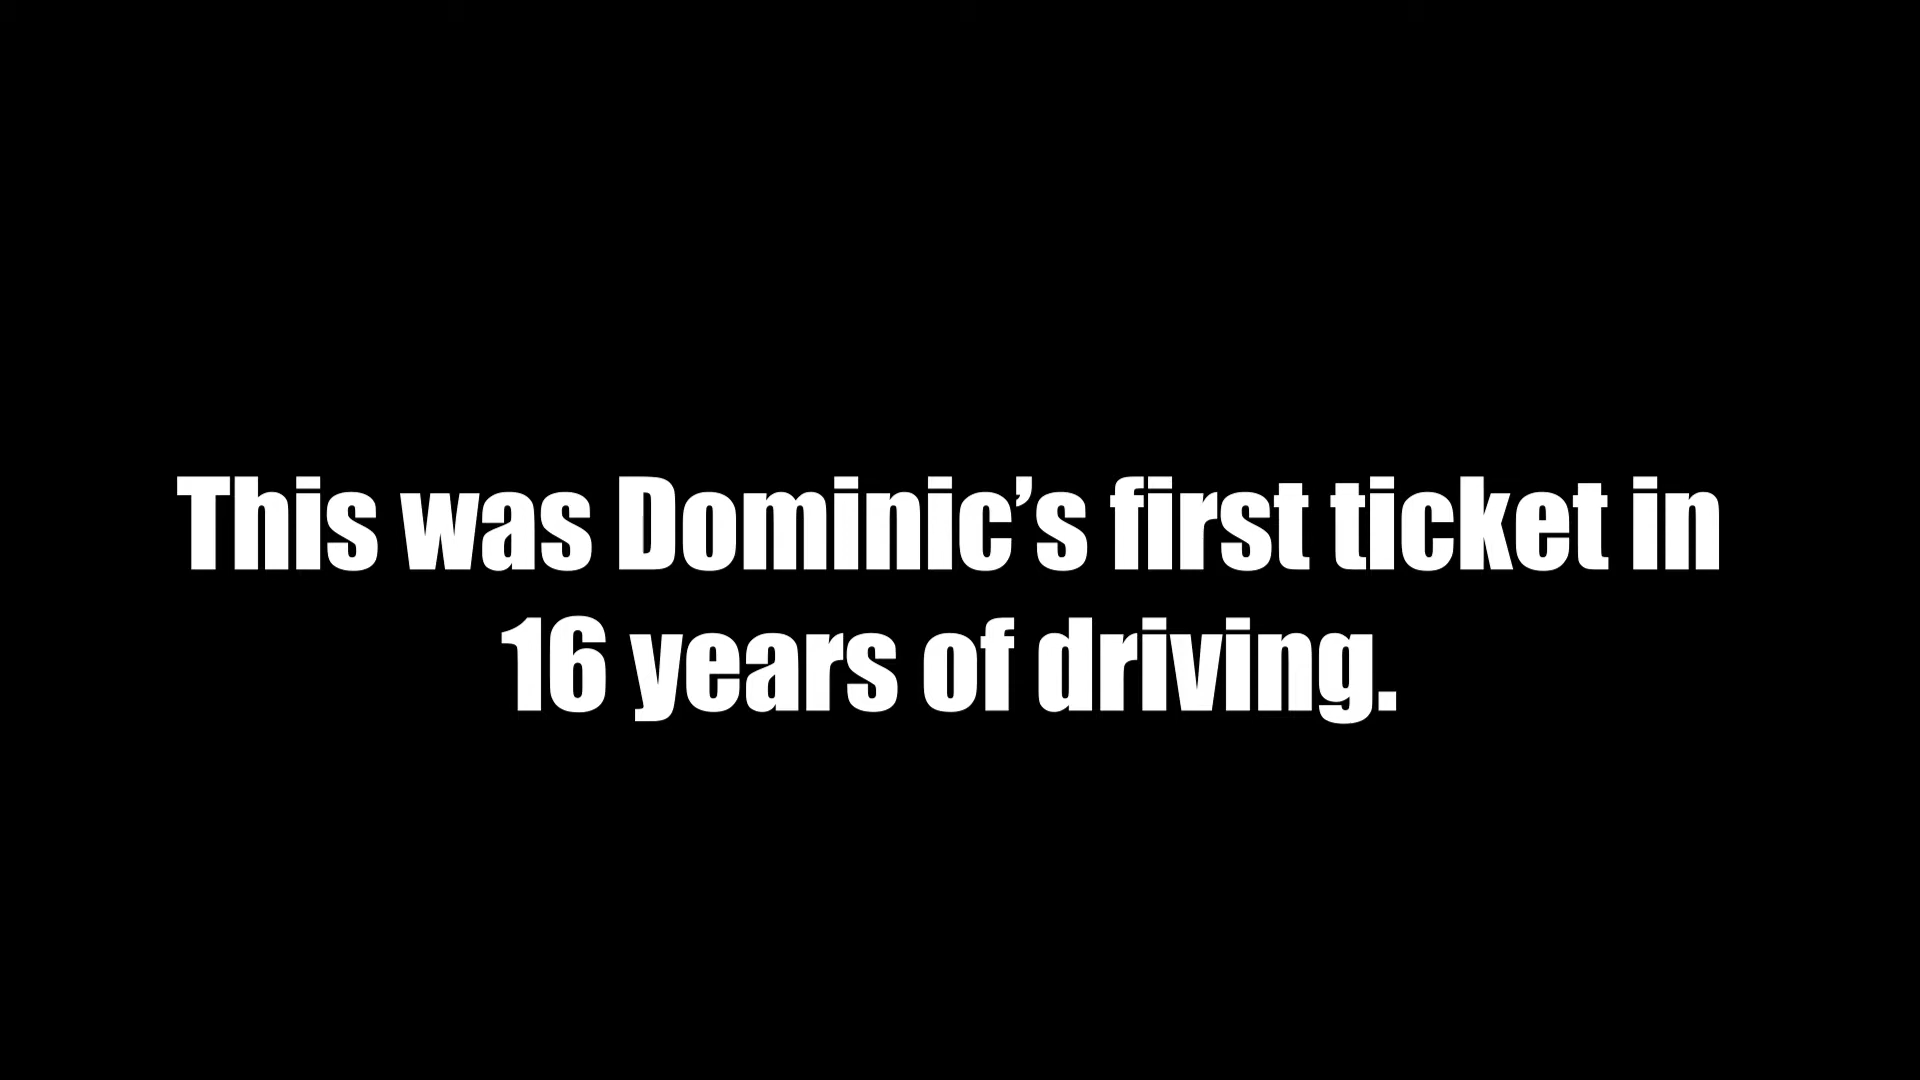 This was Dominic’s first ticket in
16 years of driving.